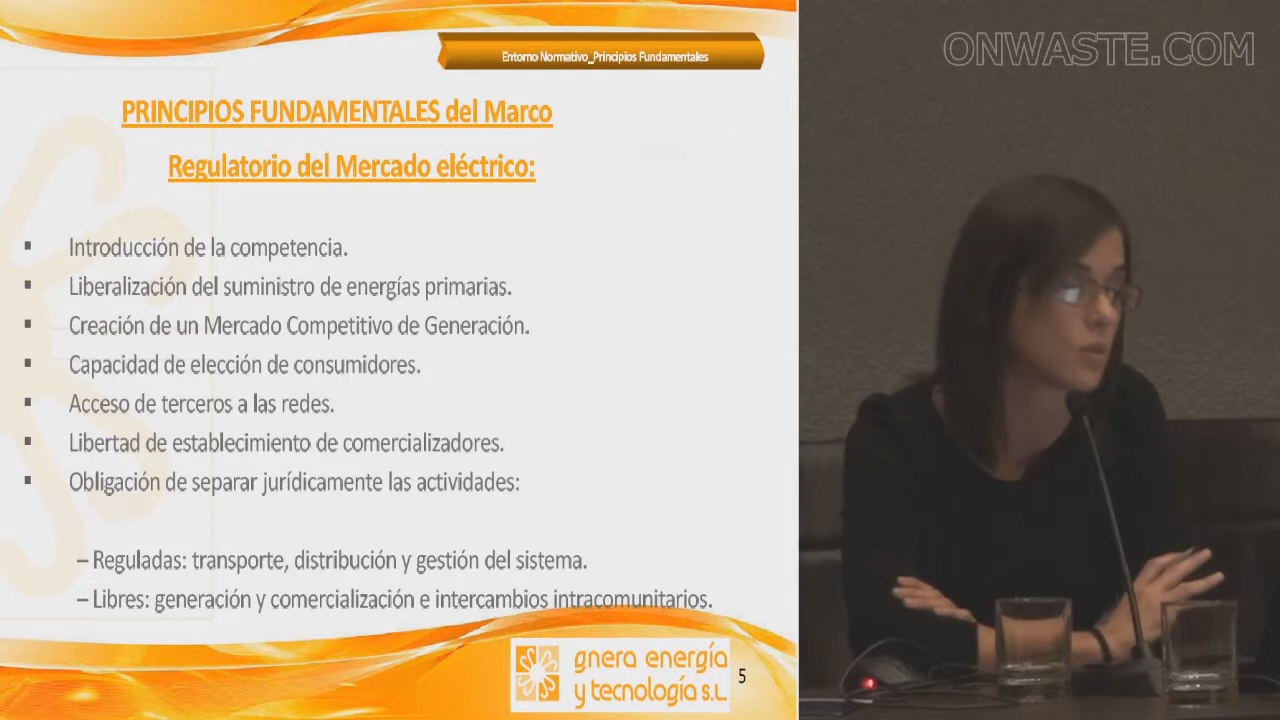 Entorno Normativo_Principios Fundamentales
ONWASTE.COM
PRINCIPIOS FUNDAMENTALES del Marco
Regulatorio del Mercado eléctrico:
▪ Introducción de la competencia.
▪ Liberalización del suministro de energías primarias.
▪ Creación de un Mercado Competitivo de Generación.
▪ Capacidad de elección de consumidores.
▪ Acceso de terceros a las redes.
▪ Libertad de establecimiento de comercializadores.
▪ Obligación de separar jurídicamente las actividades:
– Reguladas: transporte, distribución y gestión del sistema.
– Libres: generación y comercialización e intercambios intracomunitarios.
gnera energía
y tecnología s.L.
5